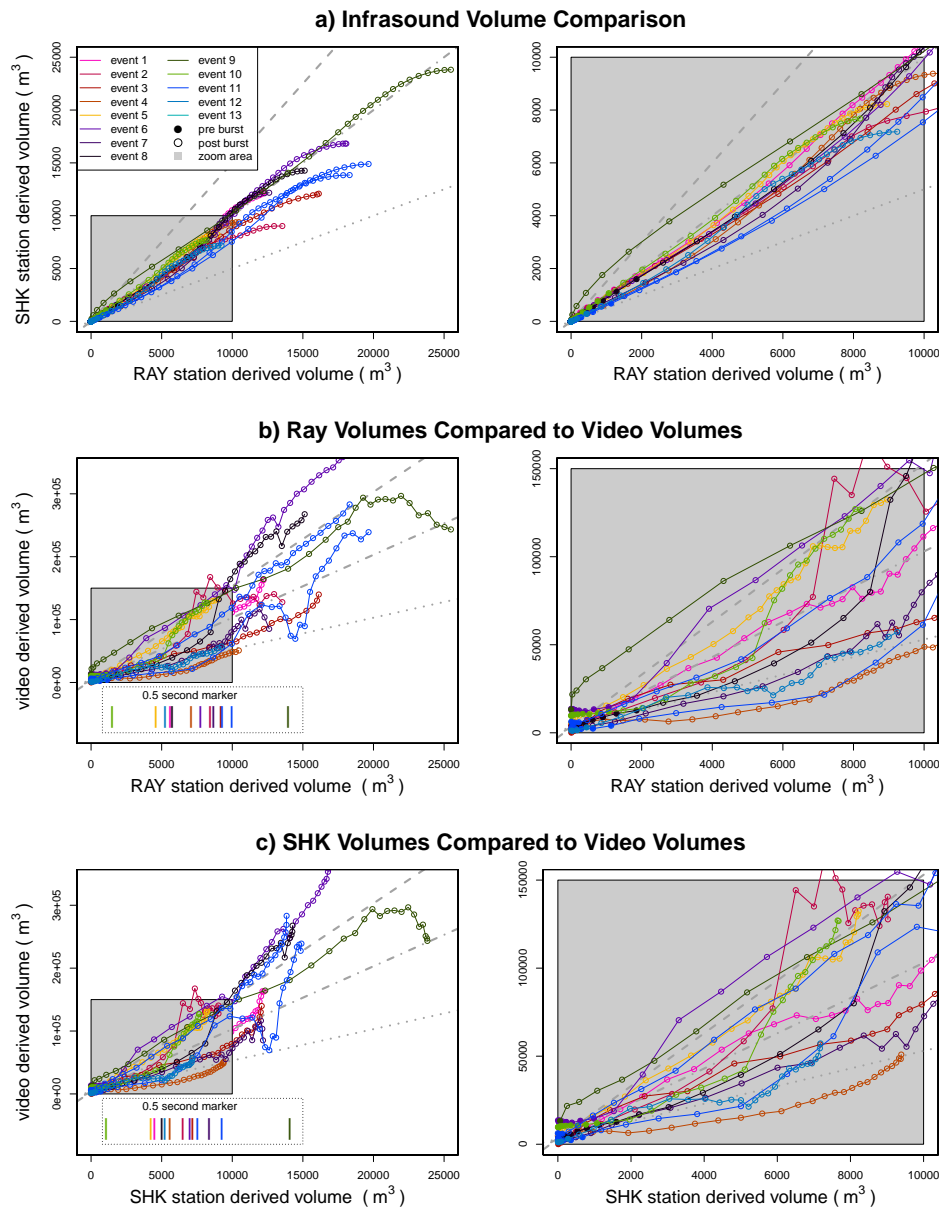 a) Infrasound Volume Comparison
SHK station derived volume ( m³ )
0 5000 10000 15000 20000 25000
event 1 event 9
event 2 event 10
event 3 event 11
event 4 event 12
event 5 event 13
event 6 pre burst
event 7 post burst
event 8 zoom area
0 5000 10000 15000 20000 25000
RAY station derived volume ( m³ )
0 2000 4000 6000 8000 10000
0 2000 4000 6000 8000 10000
RAY station derived volume ( m³ )
b) Ray Volumes Compared to Video Volumes
video derived volume ( m³ )
0e+00 1e+05 2e+05 3e+05
0.5 second marker
0 5000 10000 15000 20000 25000
RAY station derived volume ( m³ )
0 50000 100000 150000
0 2000 4000 6000 8000 10000
RAY station derived volume ( m³ )
c) SHK Volumes Compared to Video Volumes
video derived volume ( m³ )
0e+00 1e+05 2e+05 3e+05
0.5 second marker
0 5000 10000 15000 20000 25000
SHK station derived volume ( m³ )
0 50000 100000 150000
0 2000 4000 6000 8000 10000
SHK station derived volume ( m³ )